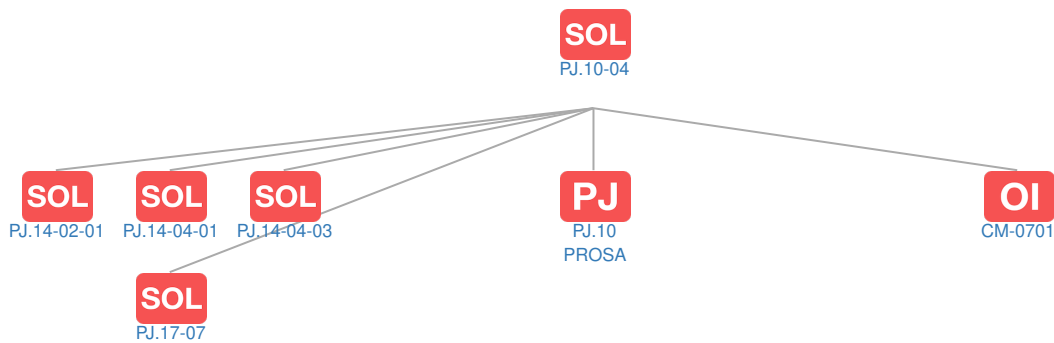 SOL
PJ.10-04
SOL SOL SOL PJ OI
PJ.14-02-01 PJ.14-04-01 PJ.14-04-03 PJ.10 CM-0701
PROSA
SOL
PJ.17-07